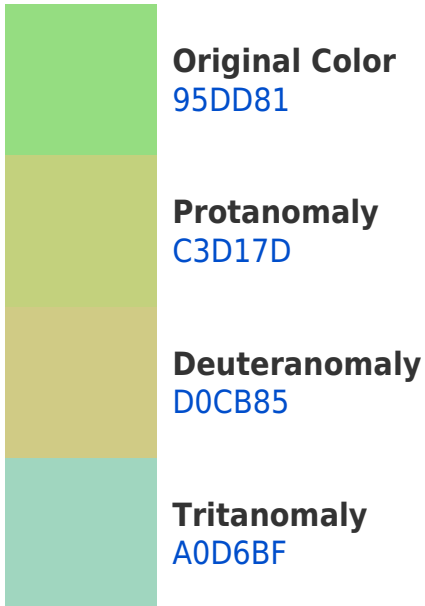 Original Color
95DD81
Protanomaly
C3D17D
Deuteranomaly
D0CB85
Tritanomaly
A0D6BF